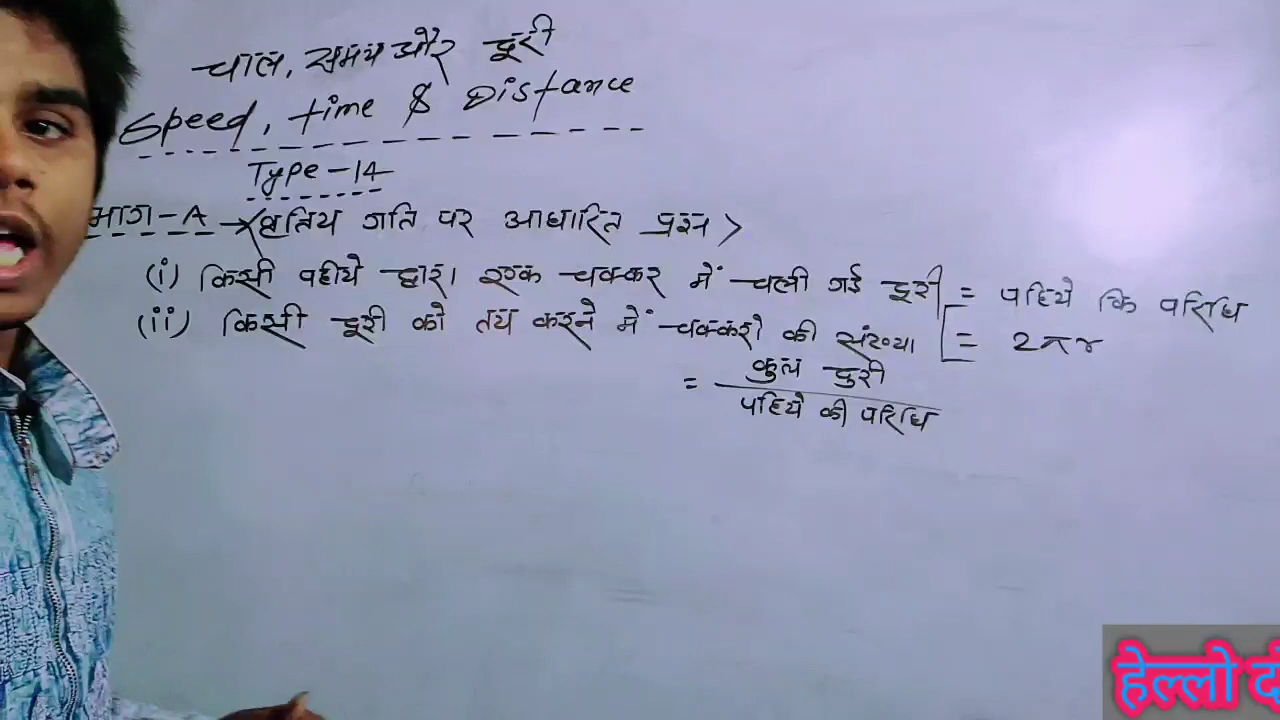 चाल, समय और दूरी
Speed, time & Distance
Type-14
भाग-A → <वृतिय गति पर आधारित प्रश्न >
(i) किसी पहीये द्वारा एक चक्कर में चली गई दूरी = पहिये कि परिधि
(ii) किसी दूरी को तय करने में चक्करो की संख्या = 2πr
= कुल दूरी
पहिये की परिधि
हेल्लो दो